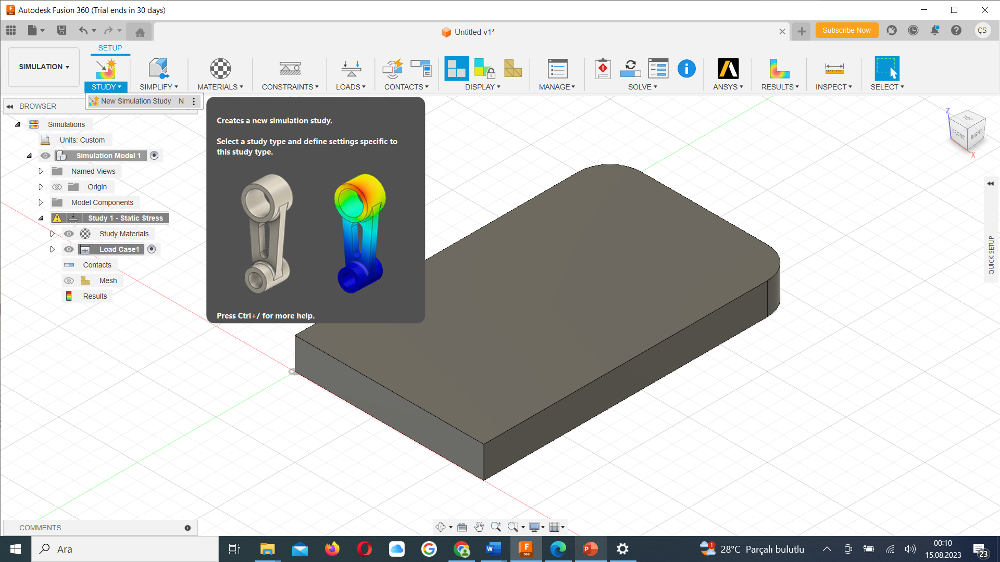 Autodesk Fusion 360 (Trial ends in 30 days)
Untitled v1*
Subscribe Now
ÇS
SIMULATION
SETUP
STUDY
SIMPLIFY
MATERIALS
CONSTRAINTS
LOADS
CONTACTS
DISPLAY
MANAGE
SOLVE
ANSYS
RESULTS
INSPECT
SELECT
New Simulation Study N
BROWSER
Simulations
Units: Custom
Simulation Model 1
Named Views
Origin
Model Components
Study 1 - Static Stress
Study Materials
Load Case1
Contacts
Mesh
Results
Creates a new simulation study.
Select a study type and define settings specific to
this study type.
Press Ctrl+/ for more help.
Z
TOP
FRONT
RIGHT
X
QUICK SETUP
COMMENTS
Ara
28°C Parçalı bulutlu
00:10
15.08.2023
23